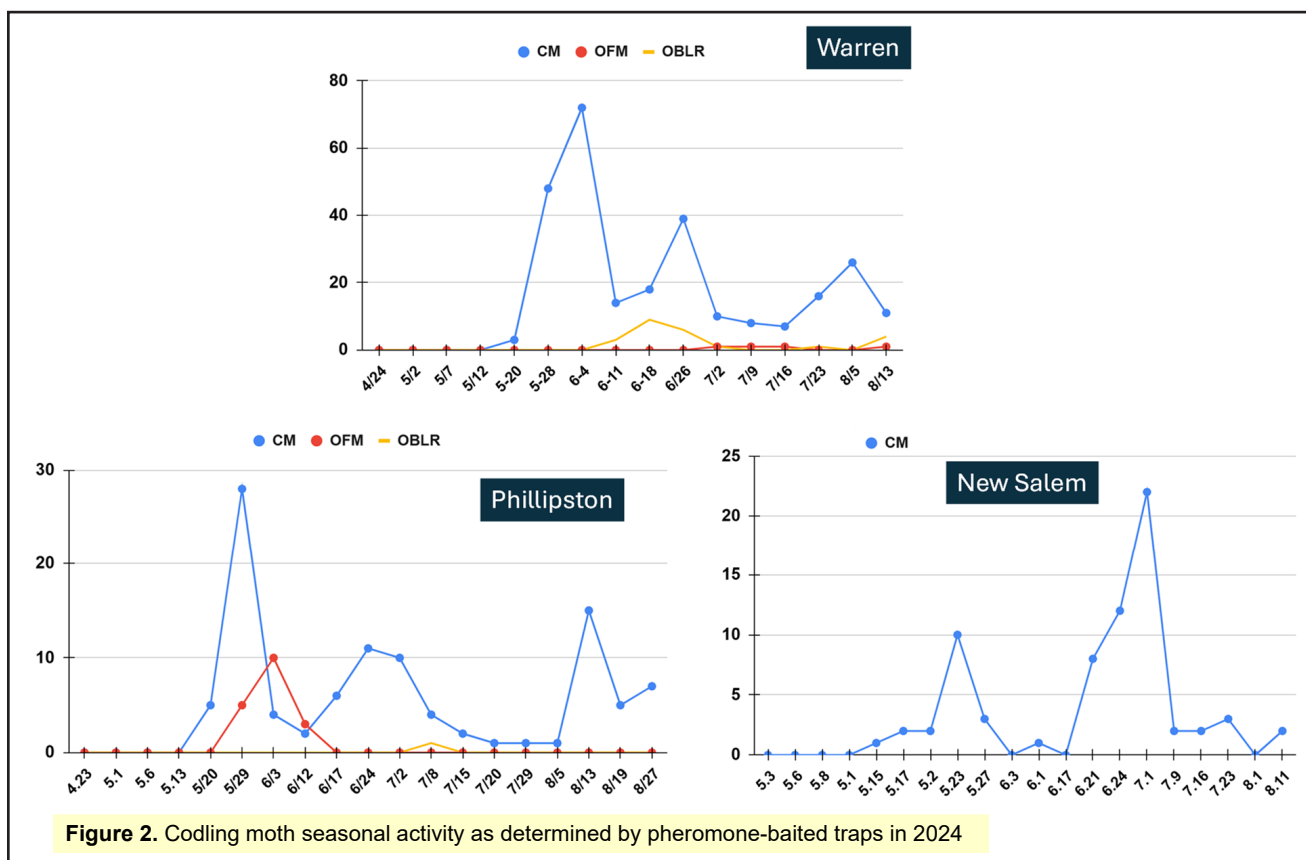 Warren
CM OFM OBLR
80
60
40
20
0
4/24 5/2 5/7 5/12 5-20 5-28 6-4 6-11 6-18 6/26 7/2 7/9 7/16 7/23 8/5 8/13
CM OFM OBLR
Phillipston
30
20
10
0
4.23 5.1 5.6 5.13 5/20 5/29 6/3 6/12 6/17 6/24 7/2 7/8 7/15 7/20 7/29 8/5 8/13 8/19 8/27
CM
New Salem
25
20
15
10
5
0
5.3 5.6 5.8 5.1 5.15 5.17 5.2 5.23 5.27 6.3 6.1 6.17 6.21 6.24 7.1 7.9 7.16 7.23 8.1 8.11
Figure 2. Codling moth seasonal activity as determined by pheromone-baited traps in 2024